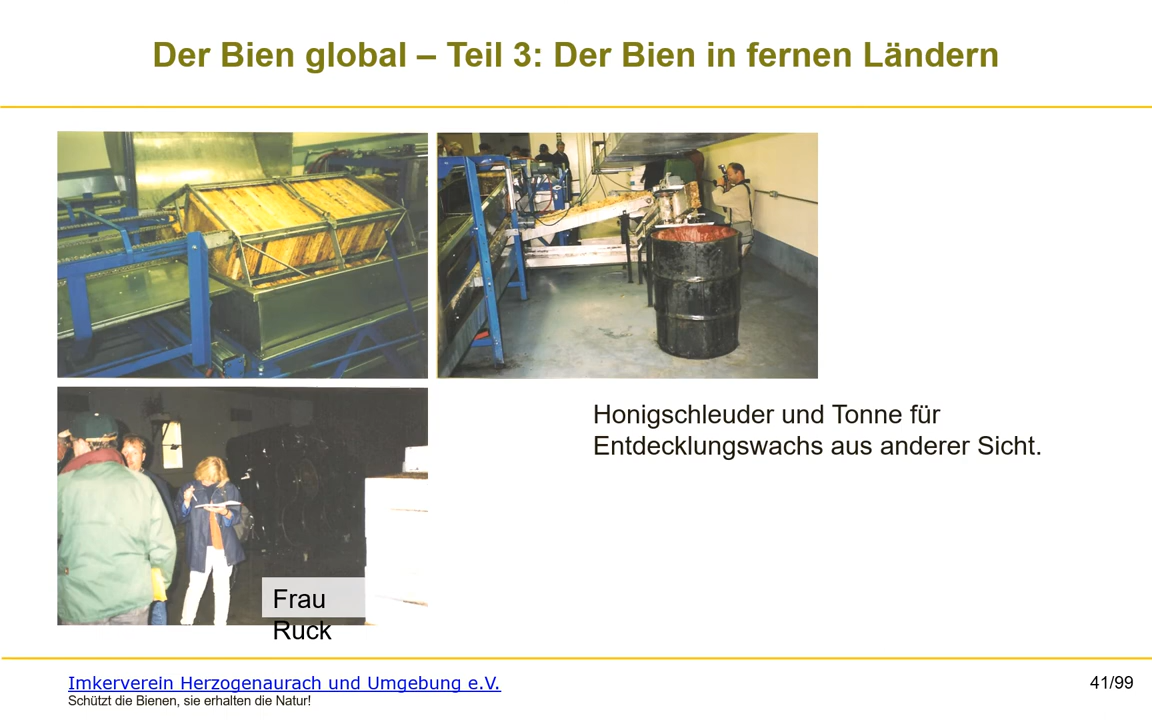 Der Bien global – Teil 3: Der Bien in fernen Ländern
Honigschleuder und Tonne für
Entdecklungswachs aus anderer Sicht.
Frau
Ruck
Imkerverein Herzogenaurach und Umgebung e.V.
Schützt die Bienen, sie erhalten die Natur!
41/99